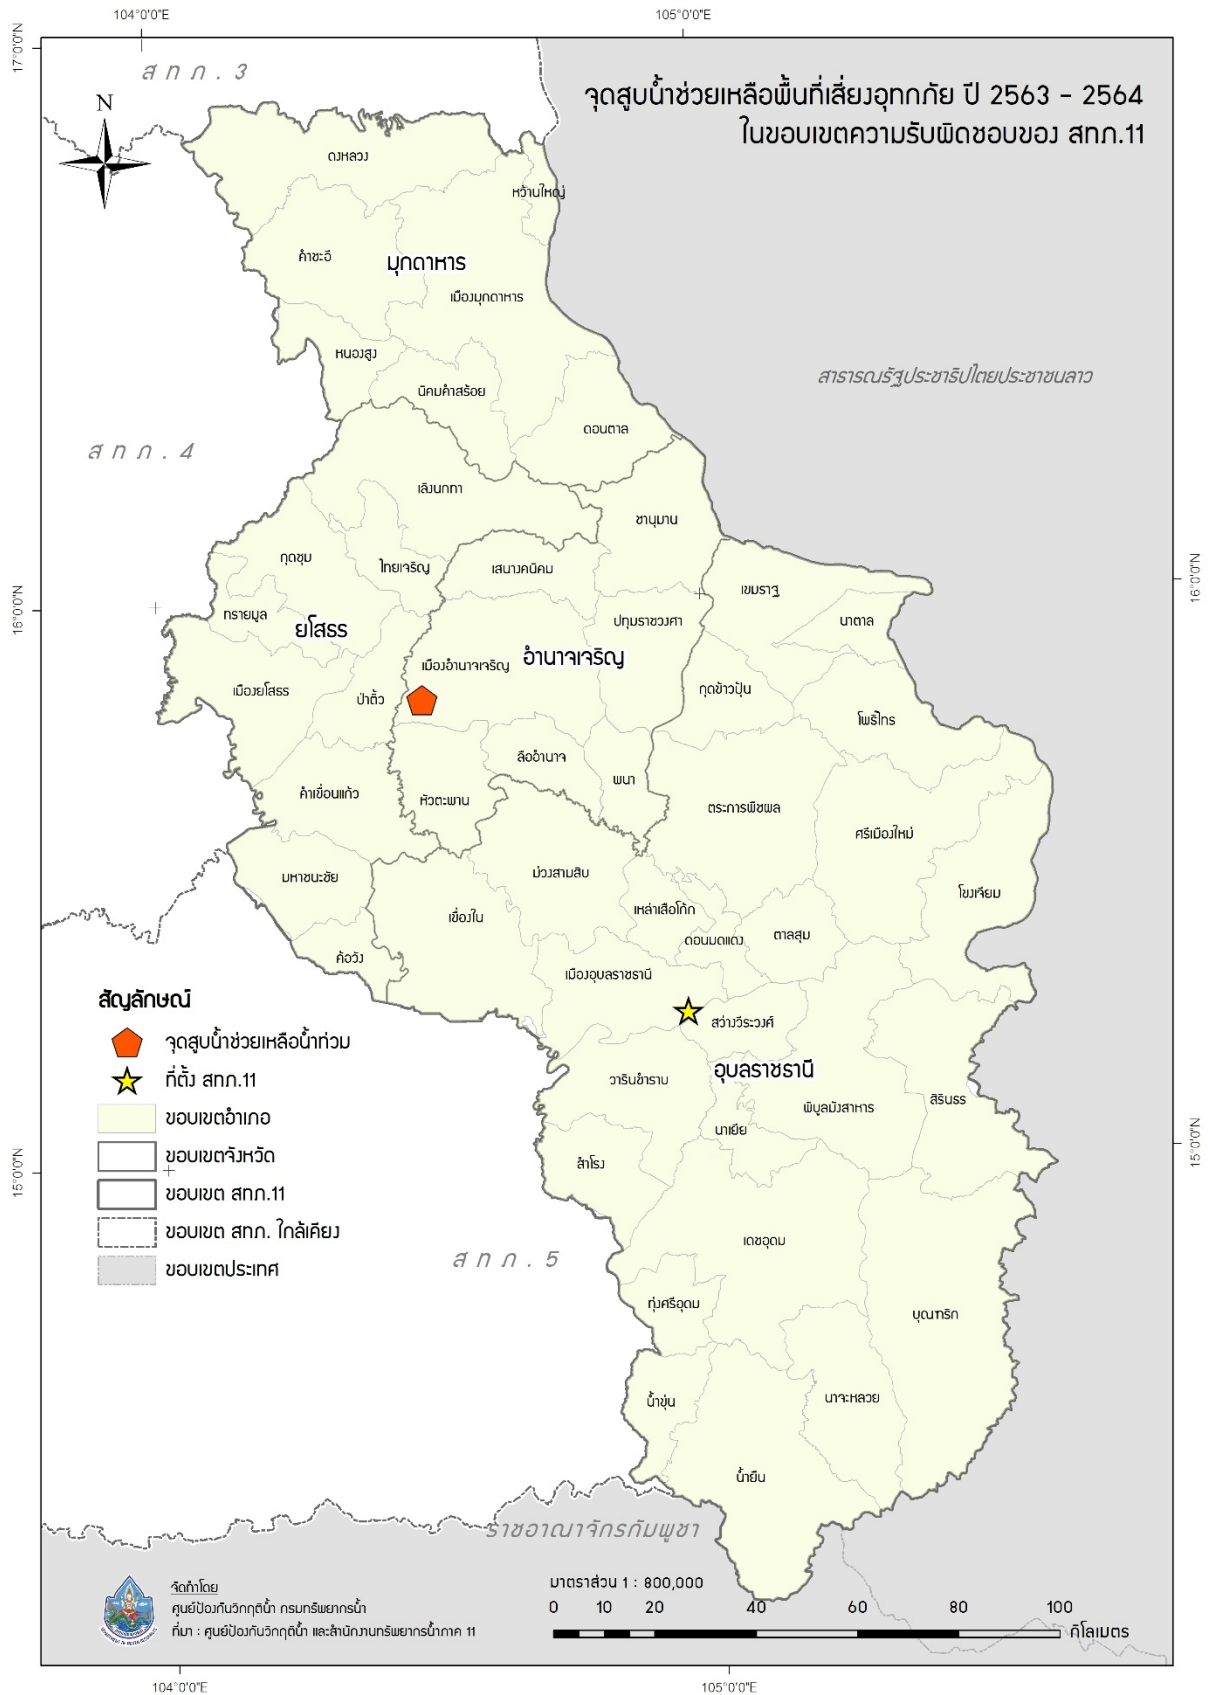 104°0'0"E
105°0'0"E
17°0'0"N
สทภ.3
N
จุดสูบน้ำช่วยเหลือพื้นที่เสี่ยงอุทกภัย ปี 2563 - 2564
ในขอบเขตความรับผิดชอบของ สทภ.11
ดงหลวง
หว้านใหญ่
คำชะอี
มุกดาหาร
เมืองมุกดาหาร
หนองสูง
นิคมคำสร้อย
สาธารณรัฐประชาธิปไตยประชาชนลาว
ดอนตาล
สทภ.4
เลิงนกทา
ชานุมาน
กุดชุม
ไทยเจริญ
เสนางคนิคม
เขมราฐ
16°0'0"N
16°0'0"N
ทรายมูล
ยโสธร
ปทุมราชวงศา
นาตาล
เมืองอำนาจเจริญ
อำนาจเจริญ
เมืองยโสธร
ป่าติ้ว
กุดข้าวปุ้น
โพธิ์ไทร
ลืออำนาจ
พนา
คำเขื่อนแก้ว
หัวตะพาน
ตระการพืชผล
ศรีเมืองใหม่
มหาชนะชัย
ม่วงสามสิบ
โขงเจียม
เขื่องใน
เหล่าเสือโก้ก
ดอนมดแดง
ตาลสุม
ค้อวัง
เมืองอุบลราชธานี
สว่างวีระวงศ์
สัญลักษณ์
จุดสูบน้ำช่วยเหลือน้ำท่วม
ที่ตั้ง สทภ.11
ขอบเขตอำเภอ
ขอบเขตจังหวัด
ขอบเขต สทภ.11
ขอบเขต สทภ. ใกล้เคียง
ขอบเขตประเทศ
อุบลราชธานี
วารินชำราบ
พิบูลมังสาหาร
สิรินธร
นาเยีย
15°0'0"N
15°0'0"N
สำโรง
เดชอุดม
สทภ.5
ทุ่งศรีอุดม
บุณฑริก
น้ำขุ่น
นาจะหลวย
น้ำยืน
ราชอาณาจักรกัมพูชา
จัดทำโดย
ศูนย์ป้องกันวิกฤติน้ำ กรมทรัพยากรน้ำ
ที่มา : ศูนย์ป้องกันวิกฤติน้ำ และสำนักงานทรัพยากรน้ำภาค 11
มาตราส่วน 1 : 800,000
0 10 20 40 60 80 100
กิโลเมตร
104°0'0"E
105°0'0"E